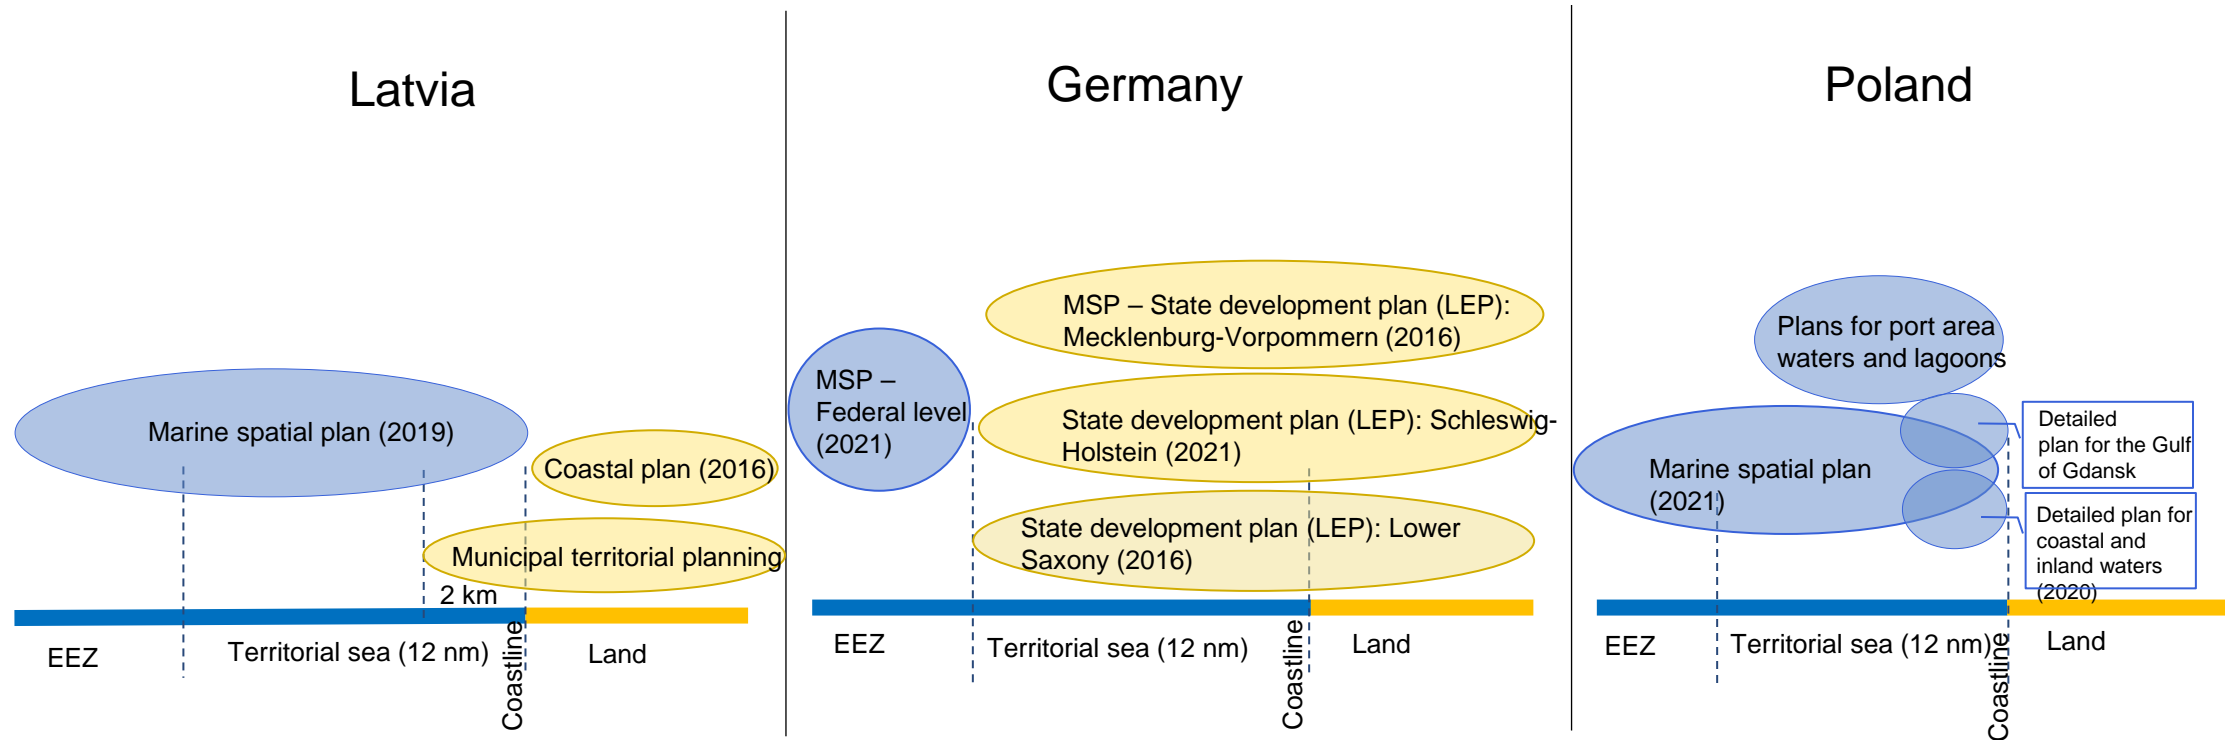 Latvia
Marine spatial plan (2019)
Coastal plan (2016)
Municipal territorial planning
2 km
EEZ
Territorial sea (12 nm)
Coastline
Land
Germany
MSP –
Federal level
(2021)
MSP – State development plan (LEP):
Mecklenburg-Vorpommern (2016)
State development plan (LEP): Schleswig-
Holstein (2021)
State development plan (LEP): Lower
Saxony (2016)
EEZ
Territorial sea (12 nm)
Coastline
Land
Poland
Plans for port area
waters and lagoons
Marine spatial plan
(2021)
Detailed
plan for the Gulf
of Gdansk
Detailed plan for
coastal and
inland waters
(2020)
EEZ
Territorial sea (12 nm)
Coastline
Land